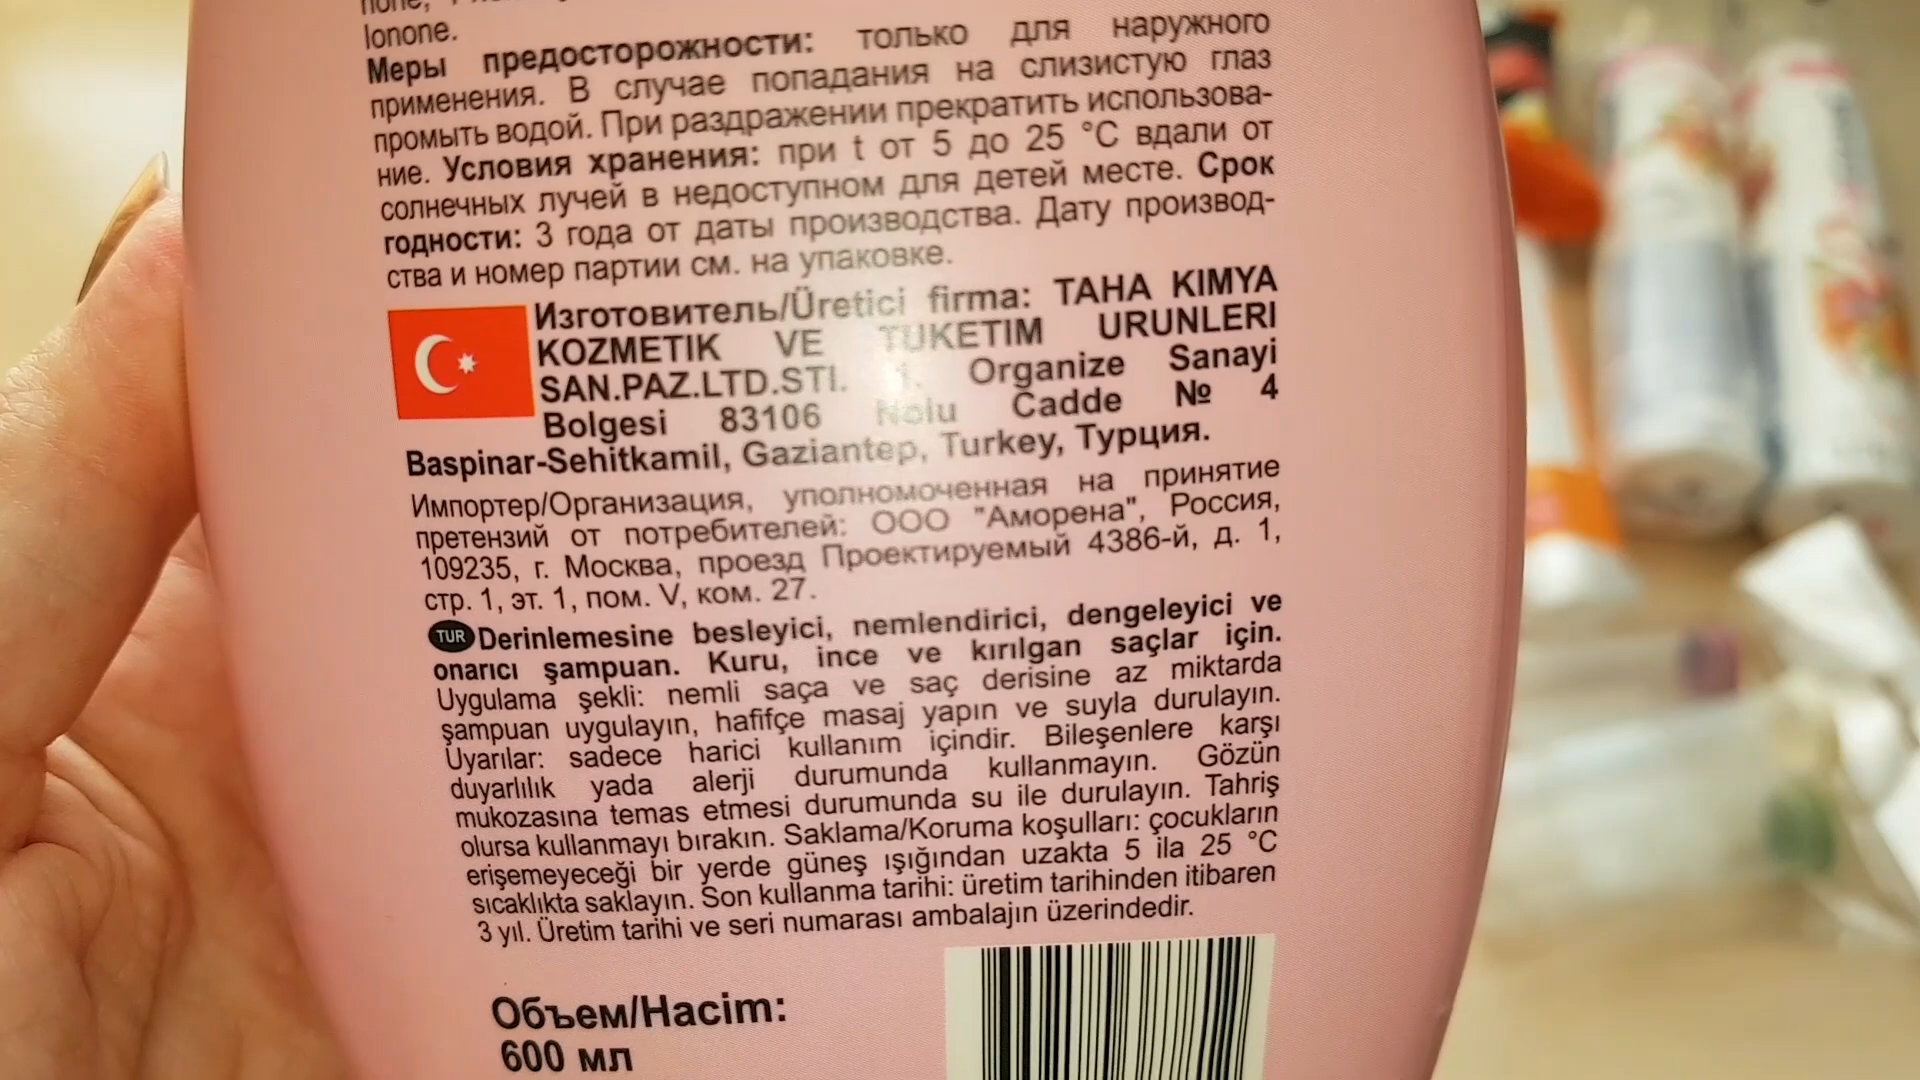 Ionone.
Меры предосторожности: только для наружного
применения. В случае попадания на слизистую глаз
промыть водой. При раздражении прекратить использова-
ние. Условия хранения: при t от 5 до 25 °C вдали от
солнечных лучей в недоступном для детей месте. Срок
годности: 3 года от даты производства. Дату производ-
ства и номер партии см. на упаковке.
Изготовитель/Üretici firma: TAHA KIMYA
KOZMETIK VE TUKETIM URUNLERI
SAN.PAZ.LTD.STI. 1. Organize Sanayi
Bolgesi 83106 Nolu Cadde № 4
Baspinar-Sehitkamil, Gaziantep, Turkey, Турция.
Импортер/Организация, уполномоченная на принятие
претензий от потребителей: ООО "Аморена", Россия,
109235, г. Москва, проезд Проектируемый 4386-й, д. 1,
стр. 1, эт. 1, пом. V, ком. 27.
TUR Derinlemesine besleyici, nemlendirici, dengeleyici ve
onarıcı şampuan. Kuru, ince ve kırılgan saçlar için.
Uygulama şekli: nemli saça ve saç derisine az miktarda
şampuan uygulayın, hafifçe masaj yapın ve suyla durulayın.
Uyarılar: sadece harici kullanım içindir. Bileşenlere karşı
duyarlılık yada alerji durumunda kullanmayın. Gözün
mukozasına temas etmesi durumunda su ile durulayın. Tahriş
olursa kullanmayı bırakın. Saklama/Koruma koşulları: çocukların
erişemeyeceği bir yerde güneş ışığından uzakta 5 ila 25 °C
sıcaklıkta saklayın. Son kullanma tarihi: üretim tarihinden itibaren
3 yıl. Üretim tarihi ve seri numarası ambalajın üzerindedir.
Объем/Hacim:
600 мл